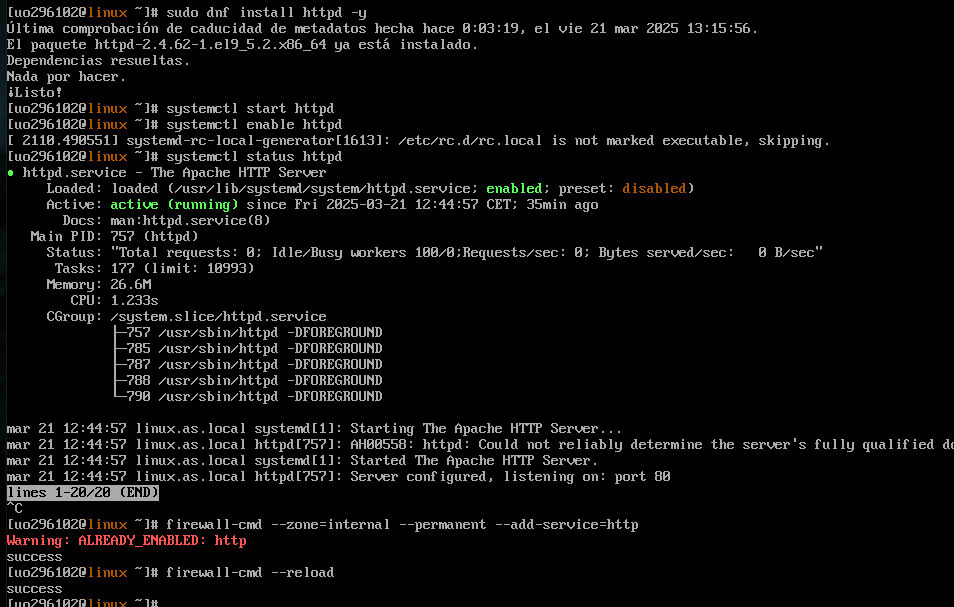 [uo296102@linux ~]# sudo dnf install httpd -y
Última comprobación de caducidad de metadatos hecha hace 0:03:19, el vie 21 mar 2025 13:15:56.
El paquete httpd-2.4.62-1.el9_5.2.x86_64 ya está instalado.
Dependencias resueltas.
Nada por hacer.
¡Listo!
[uo296102@linux ~]# systemctl start httpd
[uo296102@linux ~]# systemctl enable httpd
[ 2110.490551] systemd-rc-local-generator[1613]: /etc/rc.d/rc.local is not marked executable, skipping.
[uo296102@linux ~]# systemctl status httpd
● httpd.service - The Apache HTTP Server
Loaded: loaded (/usr/lib/systemd/system/httpd.service; enabled; preset: disabled)
Active: active (running) since Fri 2025-03-21 12:44:57 CET; 35min ago
Docs: man:httpd.service(8)
Main PID: 757 (httpd)
Status: "Total requests: 0; Idle/Busy workers 100/0;Requests/sec: 0; Bytes served/sec:   0 B/sec"
Tasks: 177 (limit: 10993)
Memory: 26.6M
CPU: 1.233s
CGroup: /system.slice/httpd.service
├─757 /usr/sbin/httpd -DFOREGROUND
├─785 /usr/sbin/httpd -DFOREGROUND
├─787 /usr/sbin/httpd -DFOREGROUND
├─788 /usr/sbin/httpd -DFOREGROUND
└─790 /usr/sbin/httpd -DFOREGROUND
mar 21 12:44:57 linux.as.local systemd[1]: Starting The Apache HTTP Server...
mar 21 12:44:57 linux.as.local httpd[757]: AH00558: httpd: Could not reliably determine the server's fully qualified do
mar 21 12:44:57 linux.as.local systemd[1]: Started The Apache HTTP Server.
mar 21 12:44:57 linux.as.local httpd[757]: Server configured, listening on: port 80
lines 1-20/20 (END)
^C
[uo296102@linux ~]# firewall-cmd --zone=internal --permanent --add-service=http
Warning: ALREADY_ENABLED: http
success
[uo296102@linux ~]# firewall-cmd --reload
success
[uo296102@linux ~]#